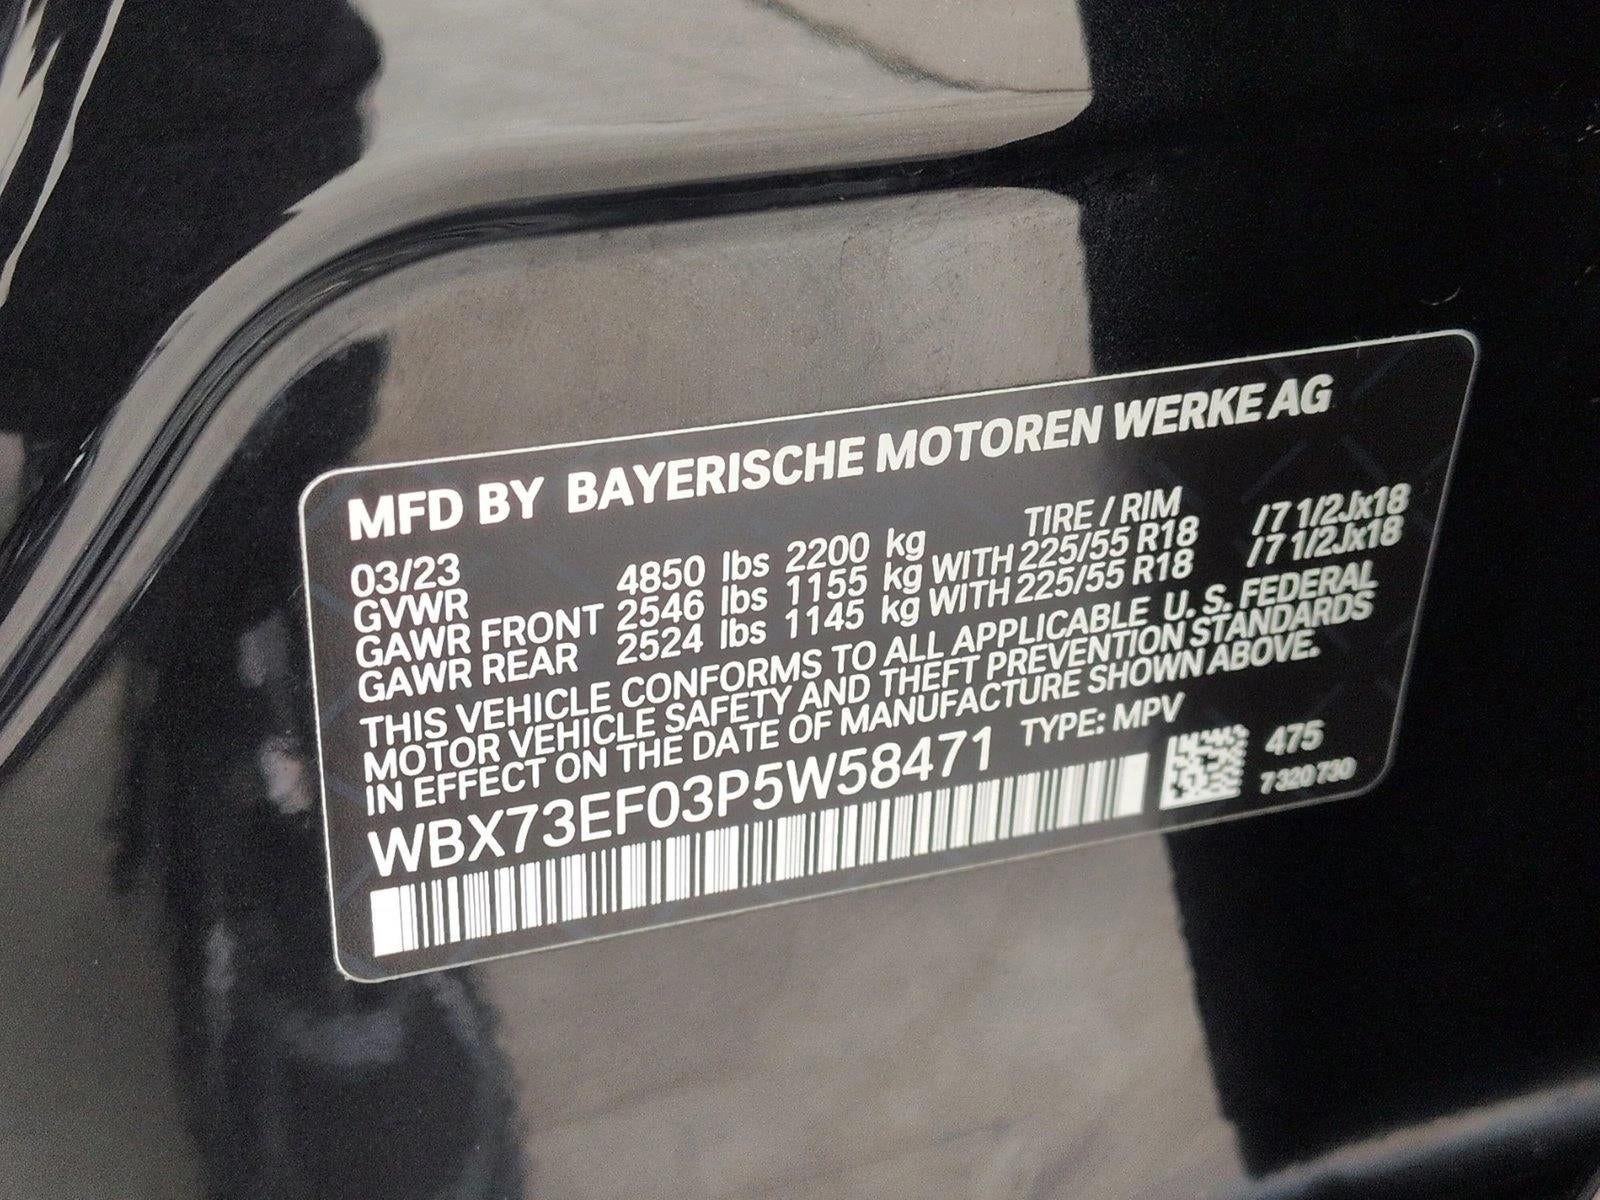 MFD BY BAYERISCHE MOTOREN WERKE AG
03/23 TIRE / RIM
GVWR 4850 lbs 2200 kg
GAWR FRONT 2546 lbs 1155 kg WITH 225/55 R18 /7 1/2Jx18
GAWR REAR 2524 lbs 1145 kg WITH 225/55 R18 /7 1/2Jx18
THIS VEHICLE CONFORMS TO ALL APPLICABLE U. S. FEDERAL
MOTOR VEHICLE SAFETY AND THEFT PREVENTION STANDARDS
IN EFFECT ON THE DATE OF MANUFACTURE SHOWN ABOVE.
WBX73EF03P5W58471 TYPE: MPV
475
7 320 730